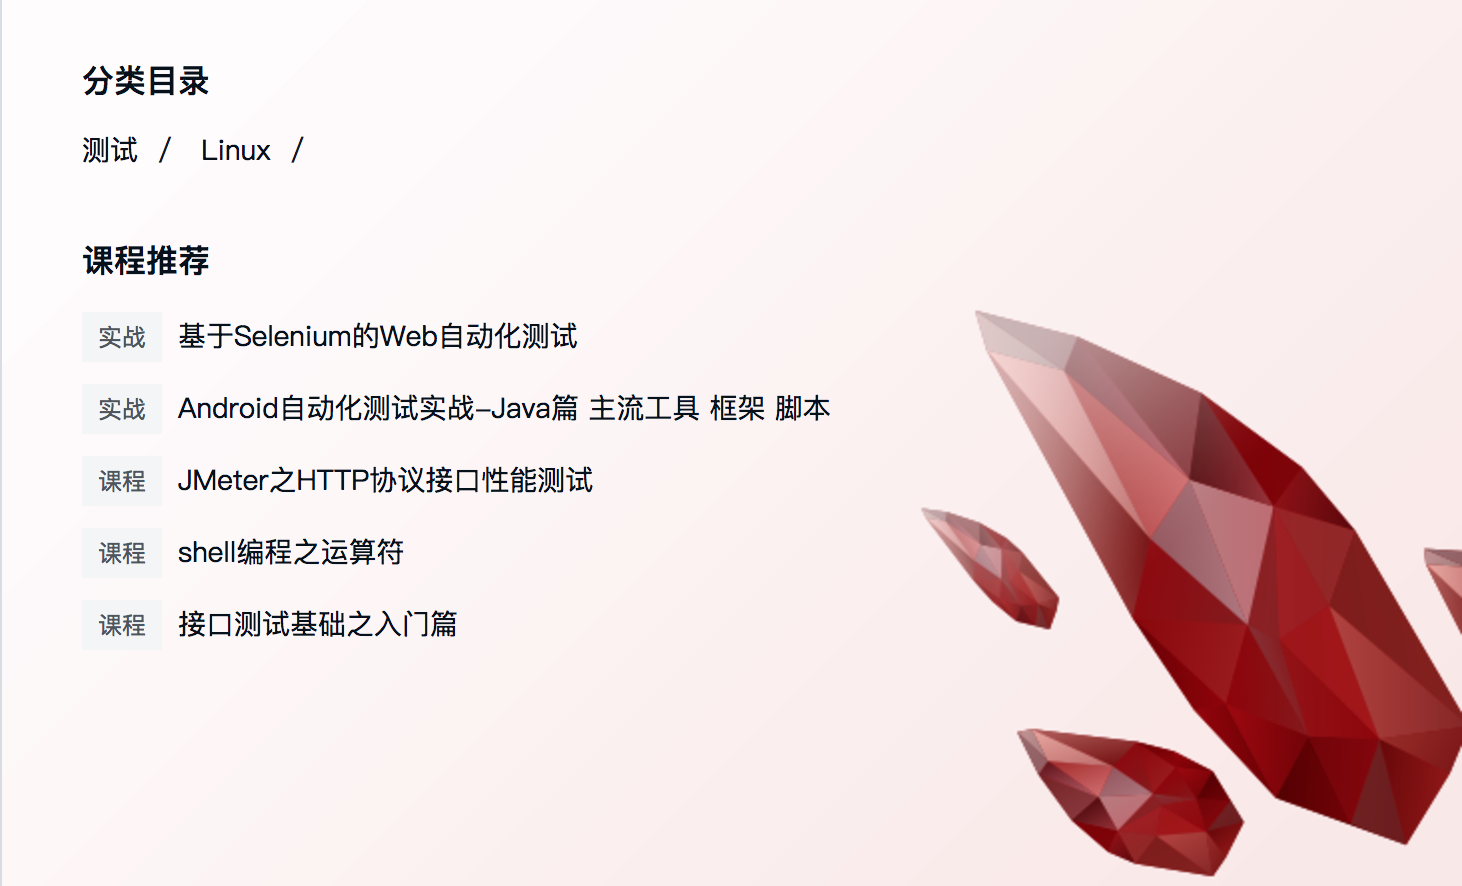 分类目录
测试 / Linux /
课程推荐
实战 基于Selenium的Web自动化测试
实战 Android自动化测试实战-Java篇 主流工具 框架 脚本
课程 JMeter之HTTP协议接口性能测试
课程 shell编程之运算符
课程 接口测试基础之入门篇